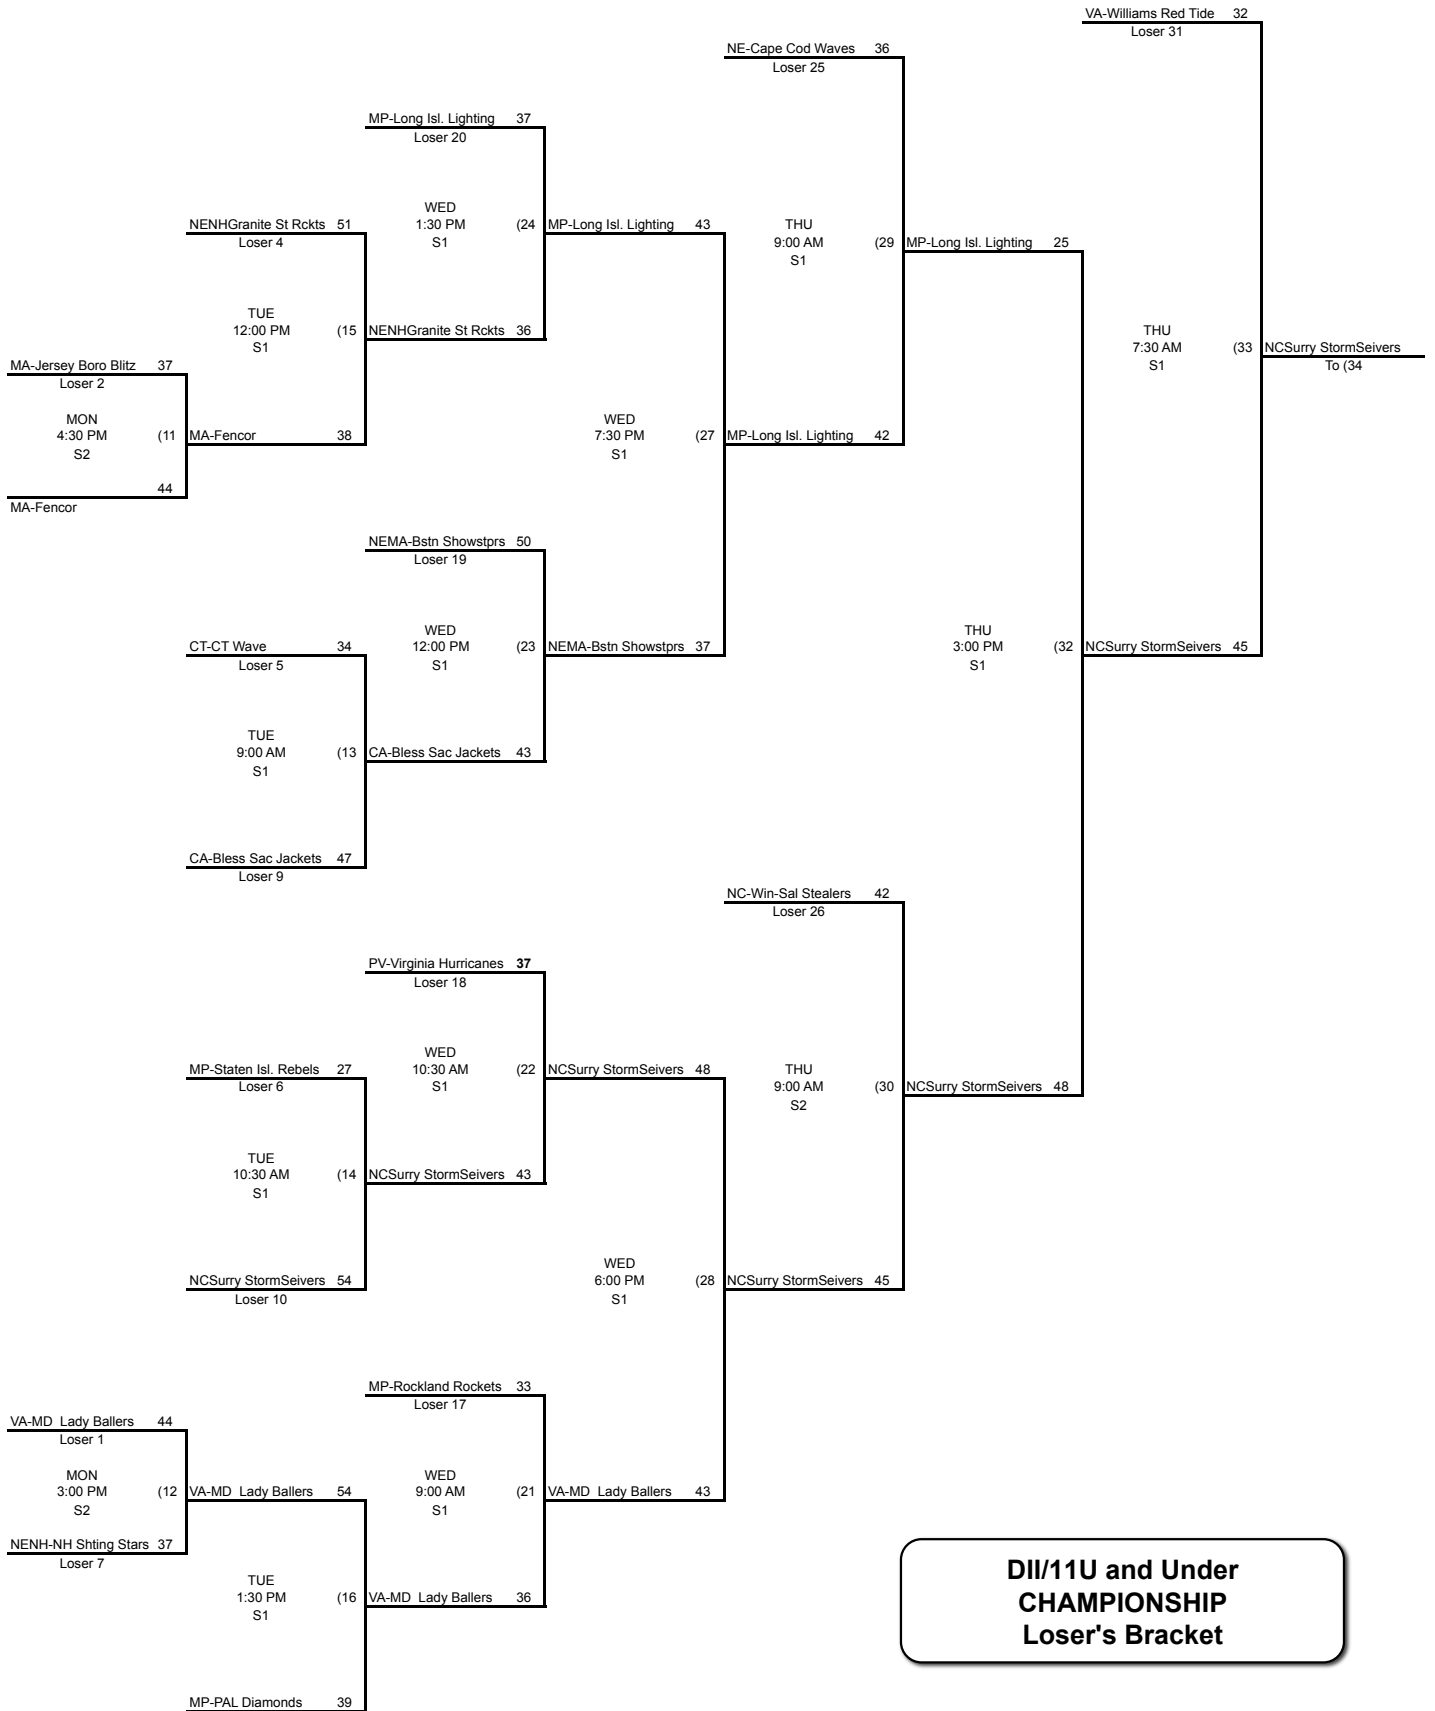 VA-Williams Red Tide 32
Loser 31
NE-Cape Cod Waves 36
Loser 25
MP-Long Isl. Lighting 37
Loser 20
WED
1:30 PM (24 MP-Long Isl. Lighting 43
S1
NENHGranite St Rckts 51
Loser 4
THU
9:00 AM (29 MP-Long Isl. Lighting 25
S1
TUE
12:00 PM (15 NENHGranite St Rckts 36
S1
THU
7:30 AM (33 NCSurry StormSeivers
S1 To (34
MA-Jersey Boro Blitz 37
Loser 2
MON
4:30 PM (11 MA-Fencor 38
S2
WED
7:30 PM (27 MP-Long Isl. Lighting 42
S1
44
MA-Fencor
NEMA-Bstn Showstprs 50
Loser 19
CT-CT Wave 34
Loser 5
WED
12:00 PM (23 NEMA-Bstn Showstprs 37
S1
THU
3:00 PM (32 NCSurry StormSeivers 45
S1
TUE
9:00 AM (13 CA-Bless Sac Jackets 43
S1
CA-Bless Sac Jackets 47
Loser 9
NC-Win-Sal Stealers 42
Loser 26
PV-Virginia Hurricanes 37
Loser 18
MP-Staten Isl. Rebels 27
Loser 6
WED
10:30 AM (22 NCSurry StormSeivers 48
S1
THU
9:00 AM (30 NCSurry StormSeivers 48
S2
TUE
10:30 AM (14 NCSurry StormSeivers 43
S1
NCSurry StormSeivers 54
Loser 10
WED
6:00 PM (28 NCSurry StormSeivers 45
S1
MP-Rockland Rockets 33
Loser 17
VA-MD Lady Ballers 44
Loser 1
MON
3:00 PM (12 VA-MD Lady Ballers 54
S2
WED
9:00 AM (21 VA-MD Lady Ballers 43
S1
NENH-NH Shting Stars 37
Loser 7
TUE
1:30 PM (16 VA-MD Lady Ballers 36
S1
MP-PAL Diamonds 39
DII/11U and Under
CHAMPIONSHIP
Loser's Bracket